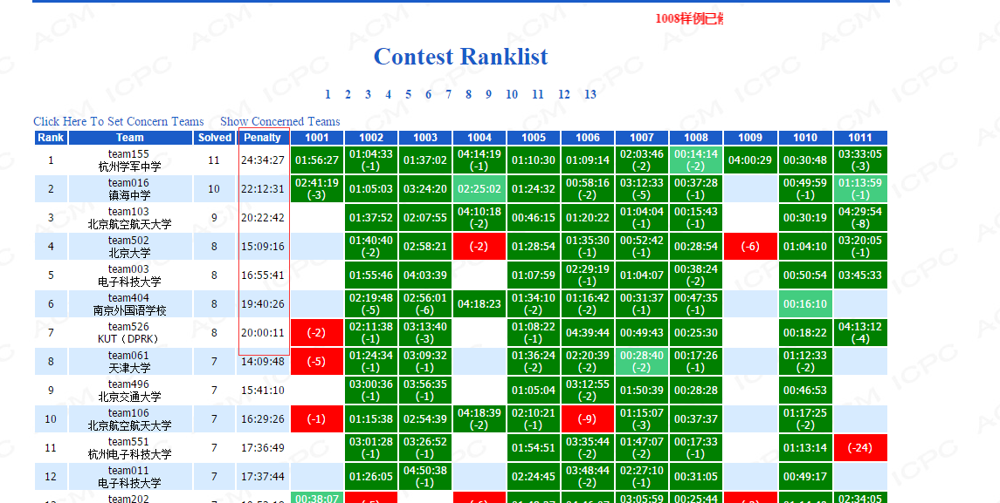 1008样例已修
Contest Ranklist
1 2 3 4 5 6 7 8 9 10 11 12 13
Click Here To Set Concern Teams Show Concerned Teams
Rank Team Solved Penalty 1001 1002 1003 1004 1005 1006 1007 1008 1009 1010 1011
team155 01:04:33 04:14:19 02:03:46 00:14:14 03:33:05
1 11 24:34:27 01:56:27 01:37:02 01:10:30 01:09:14 04:00:29 00:30:48
杭州学军中学 (-1) (-1) (-2) (-2) (-3)
team016 02:41:19 00:58:16 03:12:33 00:37:28 00:49:59 01:13:59
2 10 22:12:31 01:05:03 03:24:20 02:25:02 01:24:32
镇海中学 (-3) (-2) (-5) (-1) (-1) (-1)
team103 04:10:18 01:04:04 00:15:43 04:29:54
3 9 20:22:42 01:37:52 02:07:55 00:46:15 01:20:22 00:30:19
北京航空航天大学 (-2) (-1) (-1) (-8)
team502 01:40:40 01:35:30 00:52:42 03:20:05
4 8 15:09:16 02:58:21 (-2) 01:28:54 00:28:54 (-6) 01:04:10
北京大学 (-2) (-1) (-1) (-1)
team003 02:29:19 00:38:24
5 8 16:55:41 01:55:46 04:03:39 01:07:59 01:04:07 00:50:54 03:45:33
电子科技大学 (-1) (-2)
team404 02:19:48 02:56:01 01:34:10 01:16:42 00:31:37 00:47:35
6 8 19:40:26 04:18:23 00:16:10
南京外国语学校 (-5) (-6) (-2) (-2) (-1) (-1)
team526 02:11:38 03:13:40 01:08:22 04:13:12
7 8 20:00:11 (-2) 04:39:44 00:49:43 00:25:30 00:18:22
KUT（DPRK） (-1) (-3) (-1) (-4)
team061 01:24:34 03:09:32 01:36:24 02:20:39 00:28:40 00:17:26 01:12:33
8 7 14:09:48 (-5)
天津大学 (-1) (-1) (-2) (-2) (-2) (-1) (-2)
team496 03:00:36 03:56:35 03:12:55
9 7 15:41:10 01:05:04 01:50:39 00:28:28 00:46:53
北京交通大学 (-1) (-1) (-2)
team106 04:18:39 02:10:21 01:15:07 01:17:25
10 7 16:29:26 (-1) 01:15:38 02:54:39 (-9) 00:37:37
北京航空航天大学 (-2) (-1) (-3) (-2)
team551 03:01:28 03:26:52 03:35:44 01:47:07 00:17:33
11 7 17:36:49 01:54:51 01:13:14 (-24)
杭州电子科技大学 (-1) (-1) (-2) (-2) (-1)
team011 04:50:38 03:48:44 02:27:10
12 7 17:37:44 01:26:05 02:24:45 00:31:05 00:49:17
电子科技大学 (-1) (-2) (-1)
team202 00:38:07 03:05:59 00:25:44 02:34:05